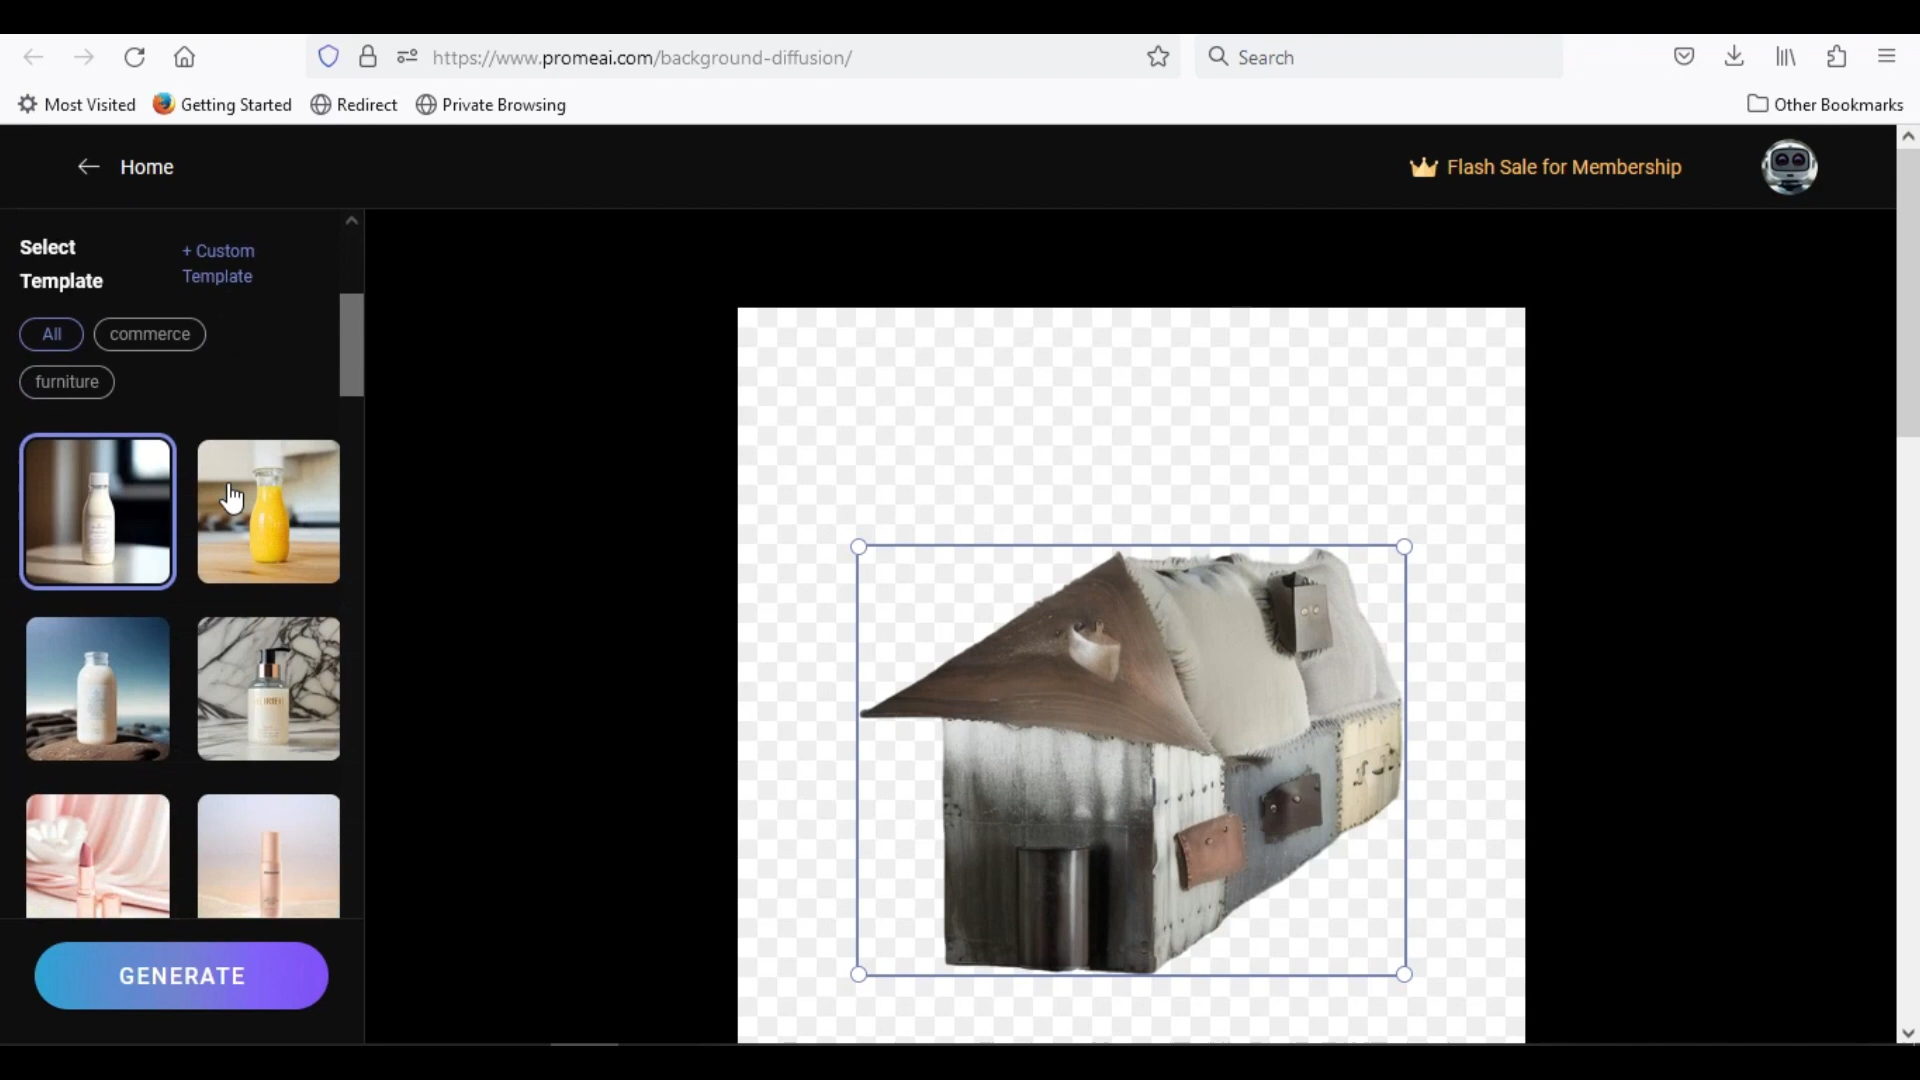 https://www.promeai.com/background-diffusion/
Search
Most Visited
Getting Started
Redirect
Private Browsing
Other Bookmarks
Home
Flash Sale for Membership
Select
Template
+ Custom
Template
All
commerce
furniture
GENERATE